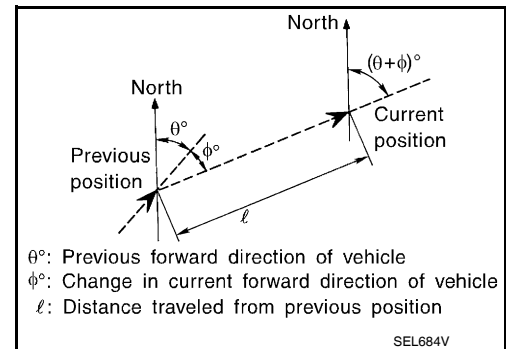 North
(θ+ϕ)°
North
θ°
ϕ°
Current
position
Previous
position
ℓ
θ°: Previous forward direction of vehicle
ϕ°: Change in current forward direction of vehicle
ℓ: Distance traveled from previous position
SEL684V